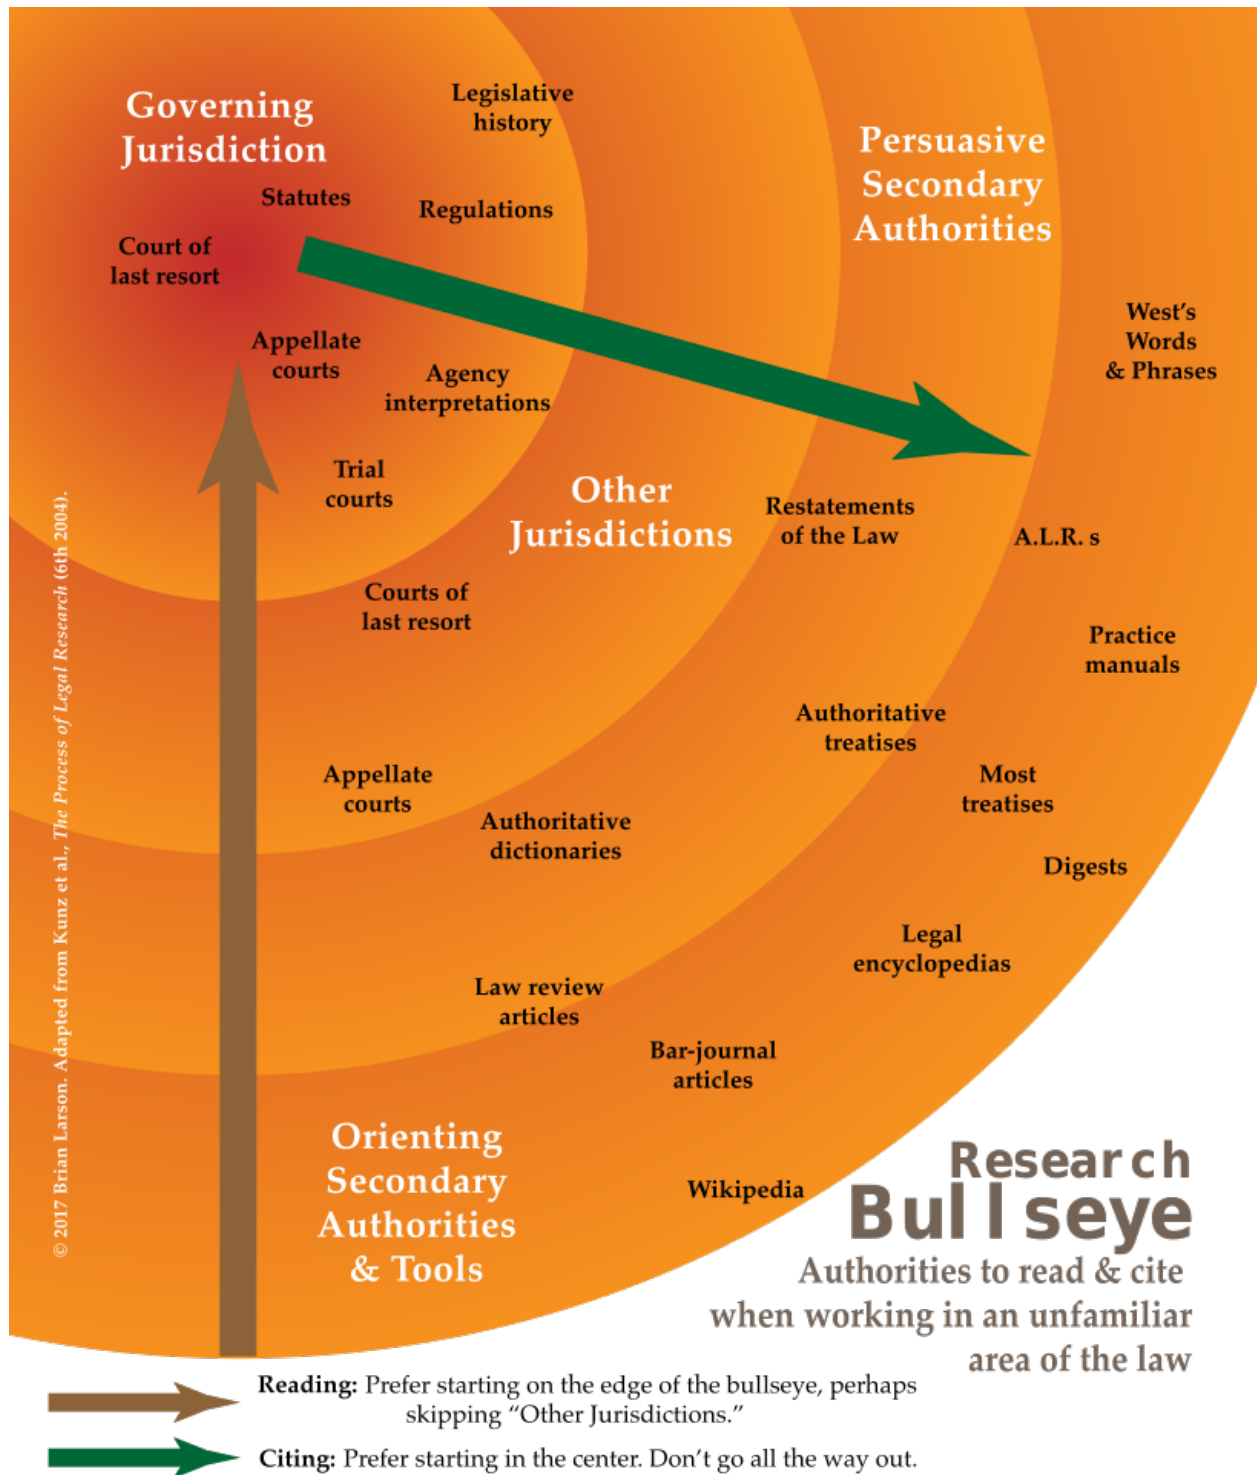 Governing
Jurisdiction
Legislative
history
Statutes
Regulations
Court of
last resort
Appellate
courts
Agency
interpretations
Trial
courts
Persuasive
Secondary
Authorities
West's
Words
& Phrases
Other
Jurisdictions
Restatements
of the Law
A.L.R. s
Courts of
last resort
Practice
manuals
Authoritative
treatises
Appellate
courts
Most
treatises
Authoritative
dictionaries
Digests
Legal
encyclopedias
Law review
articles
Bar-journal
articles
Orienting
Secondary
Authorities
& Tools
Wikipedia
© 2017 Brian Larson. Adapted from Kunz et al., The Process of Legal Research (6th 2004).
Research
Bullseye
Authorities to read & cite
when working in an unfamiliar
area of the law
Reading: Prefer starting on the edge of the bullseye, perhaps
skipping “Other Jurisdictions.”
Citing: Prefer starting in the center. Don't go all the way out.